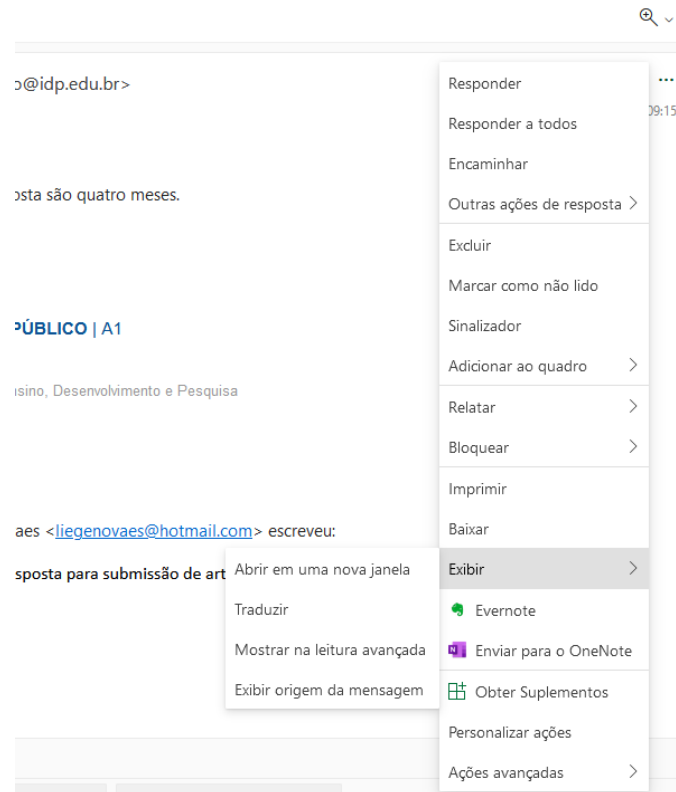 o@idp.edu.br>
...
09:15
osta são quatro meses.
PÚBLICO | A1
nsino, Desenvolvimento e Pesquisa
aes <liegenovaes@hotmail.com> escreveu:
sposta para submissão de art
Responder
Responder a todos
Encaminhar
Outras ações de resposta
Excluir
Marcar como não lido
Sinalizador
Adicionar ao quadro
Relatar
Bloquear
Imprimir
Baixar
Exibir
Evernote
Enviar para o OneNote
Obter Suplementos
Personalizar ações
Ações avançadas
Abrir em uma nova janela
Traduzir
Mostrar na leitura avançada
Exibir origem da mensagem